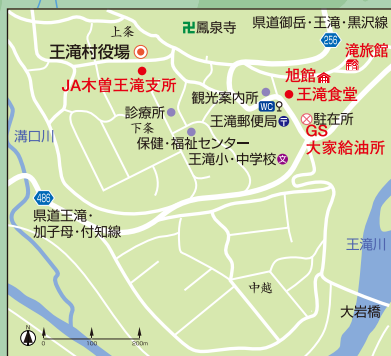 上条
卍鳳泉寺
県道御岳・王滝・黒沢線
256
滝旅館
王滝村役場
旭館
JA木曽王滝支所
観光案内所
王滝食堂
WC
診療所
王滝郵便局
駐在所
下条
保健・福祉センター
GS
大家給油所
王滝小・中学校
文
溝口川
486
県道王滝・
加子母・付知線
王滝川
中越
大岩橋
N
0 100 200m